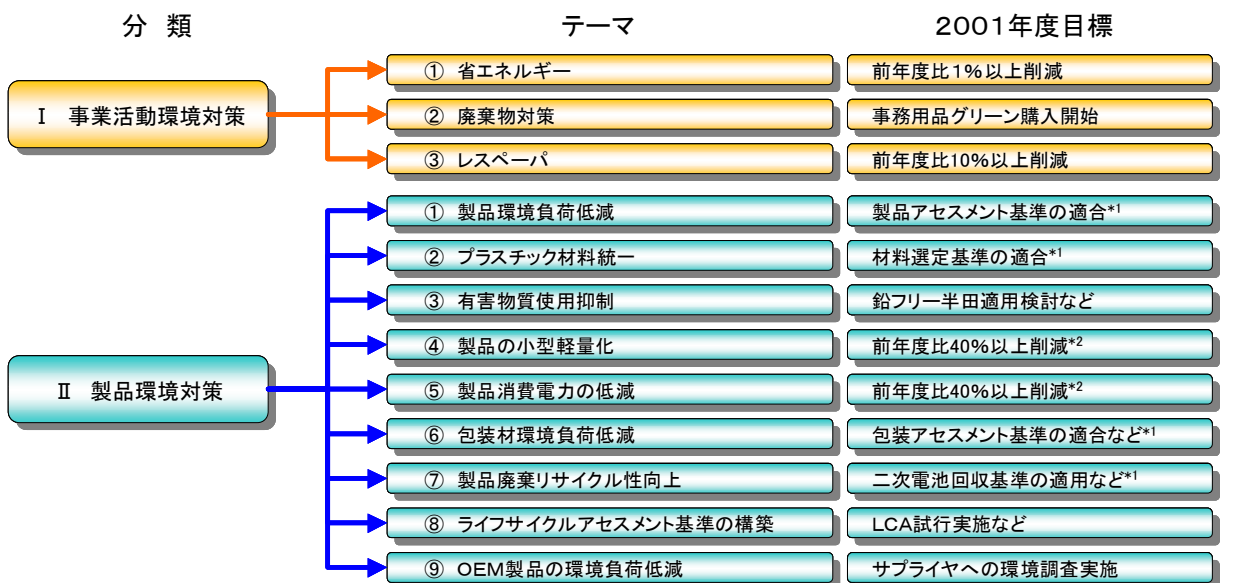 分 類 テーマ 2001年度目標
Ⅰ 事業活動環境対策
① 省エネルギー 前年度比1%以上削減
② 廃棄物対策 事務用品グリーン購入開始
③ レスペーパ 前年度比10%以上削減
Ⅱ 製品環境対策
① 製品環境負荷低減 製品アセスメント基準の適合*1
② プラスチック材料統一 材料選定基準の適合*1
③ 有害物質使用抑制 鉛フリー半田適用検討など
④ 製品の小型軽量化 前年度比40%以上削減*2
⑤ 製品消費電力の低減 前年度比40%以上削減*2
⑥ 包装材環境負荷低減 包装アセスメント基準の適合など*1
⑦ 製品廃棄リサイクル性向上 二次電池回収基準の適用など*1
⑧ ライフサイクルアセスメント基準の構築 LCA試行実施など
⑨ OEM製品の環境負荷低減 サプライヤへの環境調査実施